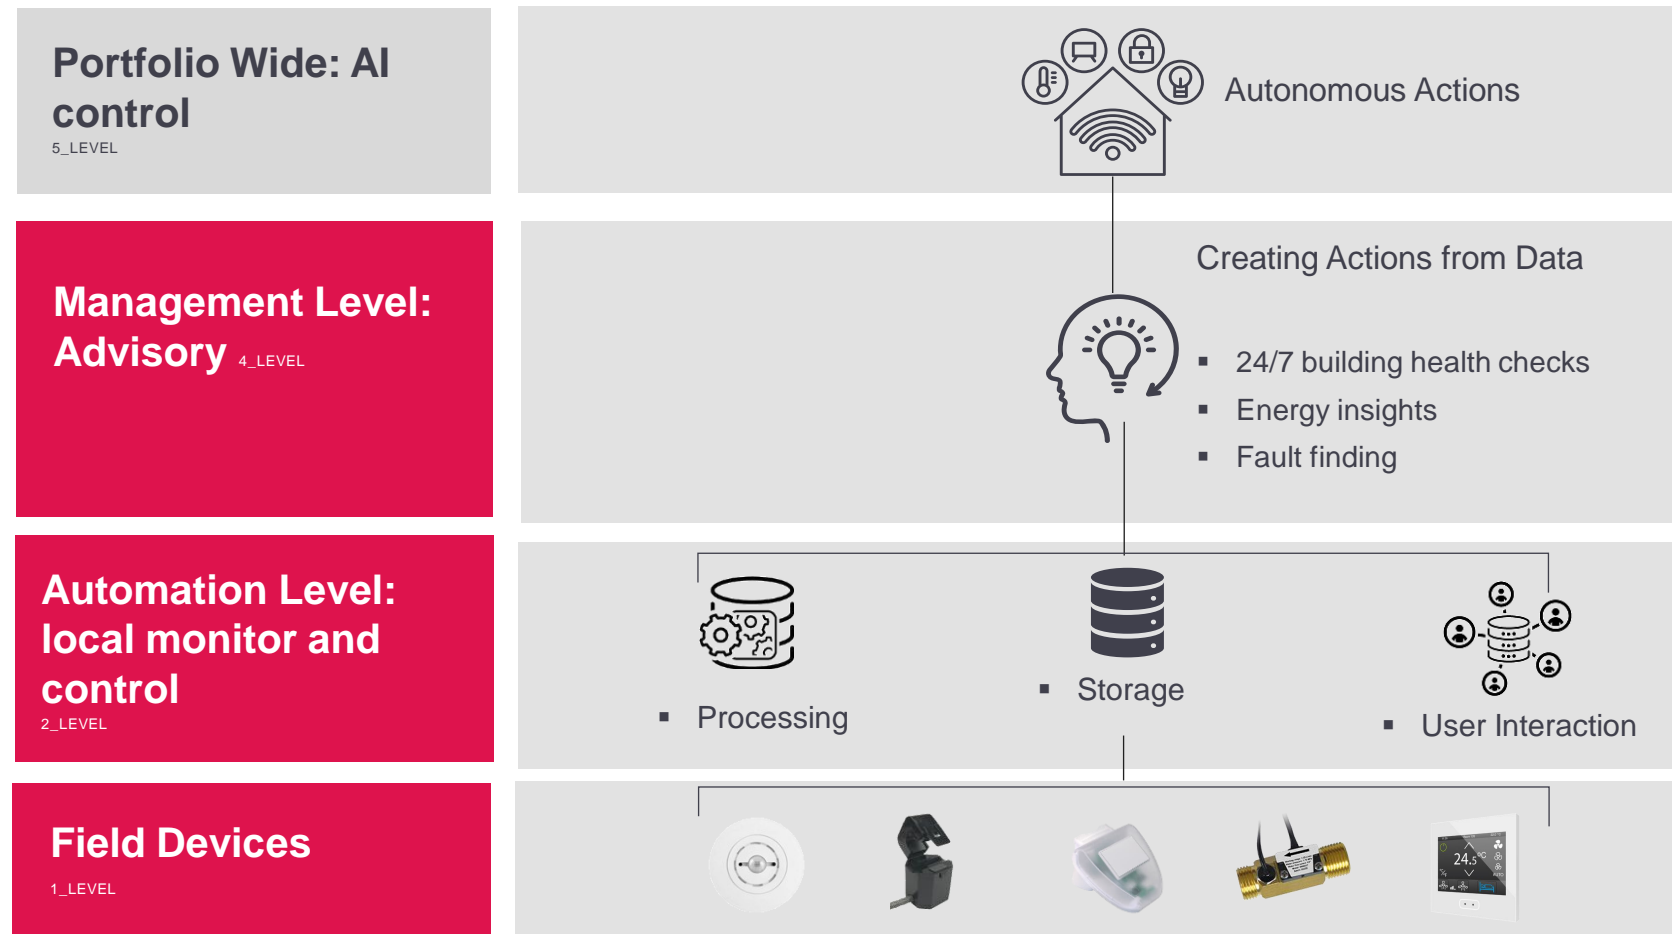 Portfolio Wide: AI
control
5_LEVEL
Autonomous Actions
Management Level:
Advisory 4_LEVEL
Creating Actions from Data
▪ 24/7 building health checks
▪ Energy insights
▪ Fault finding
Automation Level:
local monitor and
control
2_LEVEL
▪ Processing
▪ Storage
▪ User Interaction
Field Devices
1_LEVEL
24.5°C
AUTO